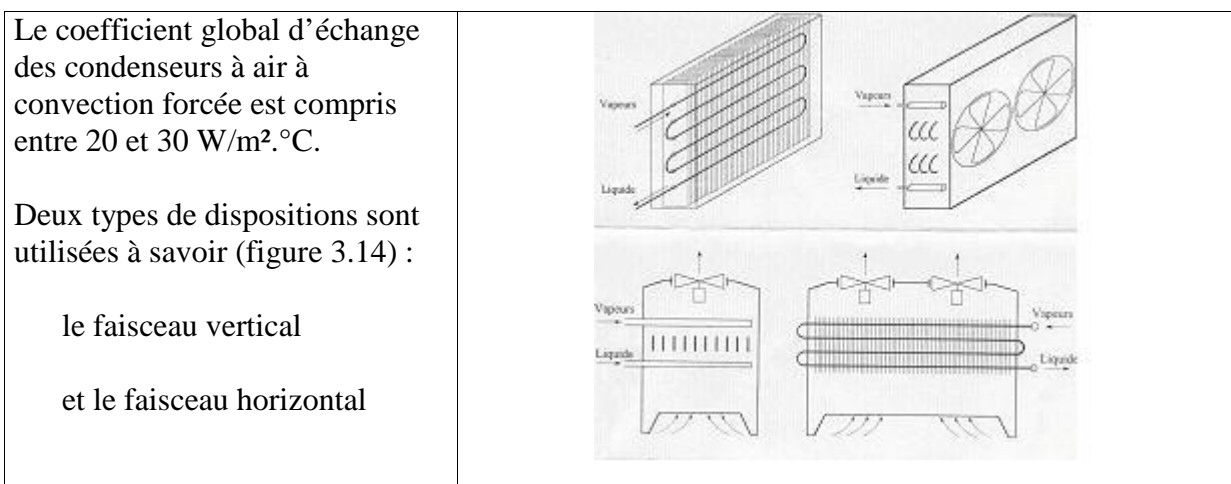 Le coefficient global d’échange
des condenseurs à air à
convection forcée est compris
entre 20 et 30 W/m².°C.
Deux types de dispositions sont
utilisées à savoir (figure 3.14) :
le faisceau vertical
et le faisceau horizontal
Vapeurs
Liquide
Vapeurs
Liquide
Vapeurs
Liquide
Vapeurs
Liquide